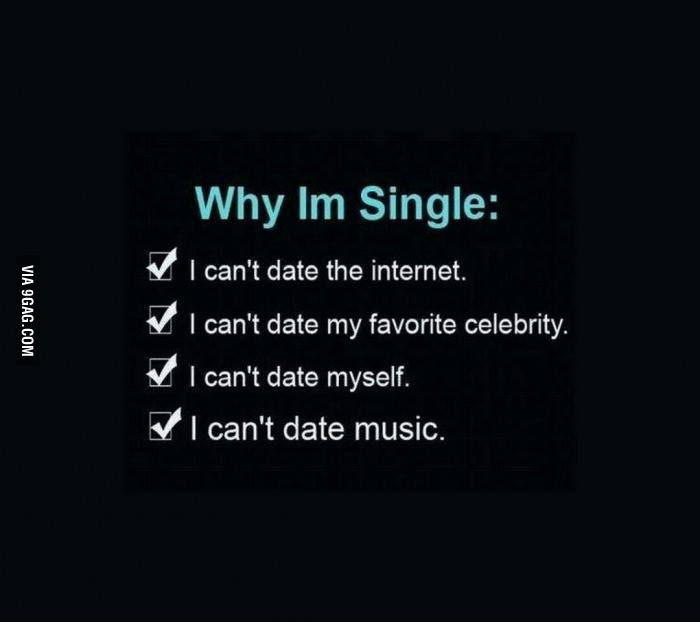 Why Im Single:
I can't date the internet.
I can't date my favorite celebrity.
I can't date myself.
I can't date music.
VIA 9GAG.COM